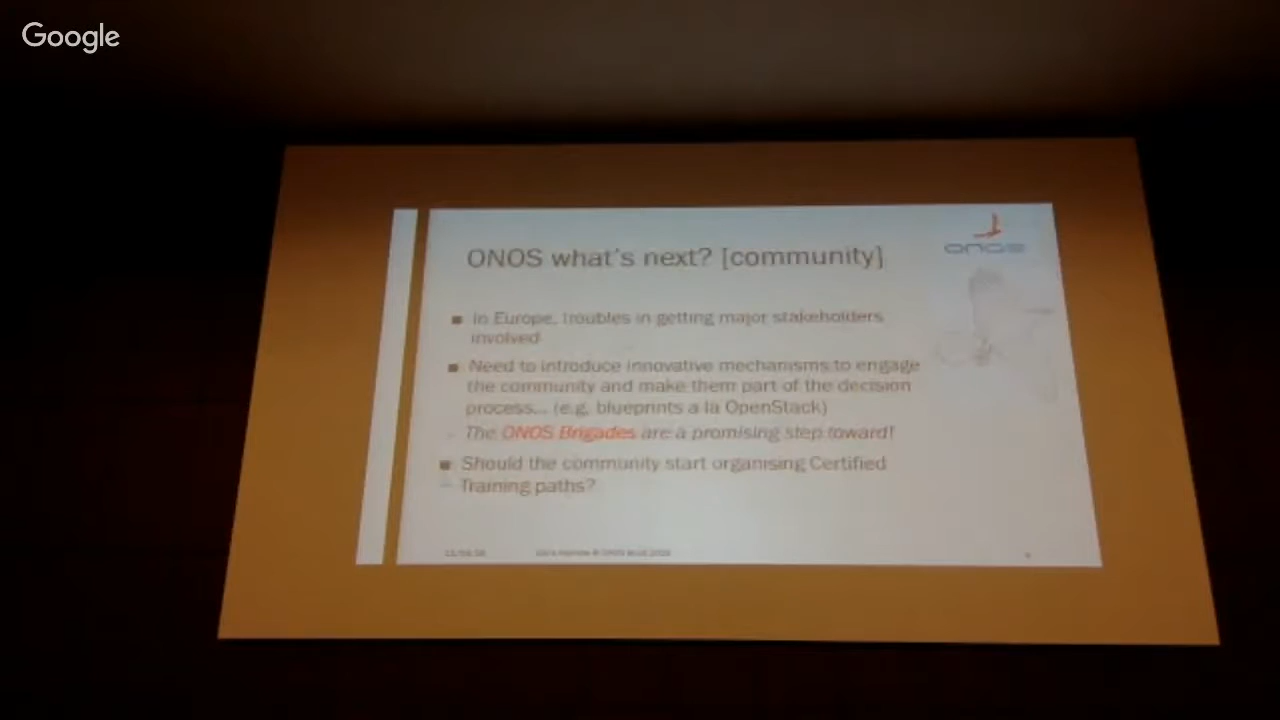 Google
ONOS
ONOS what's next? [community]
In Europe, troubles in getting major stakeholders
involved
Need to introduce innovative mechanisms to engage
the community and make them part of the decision
process... (e.g. blueprints a la OpenStack)
The ONOS Brigades are a promising step toward!
Should the community start organising Certified
Training paths?